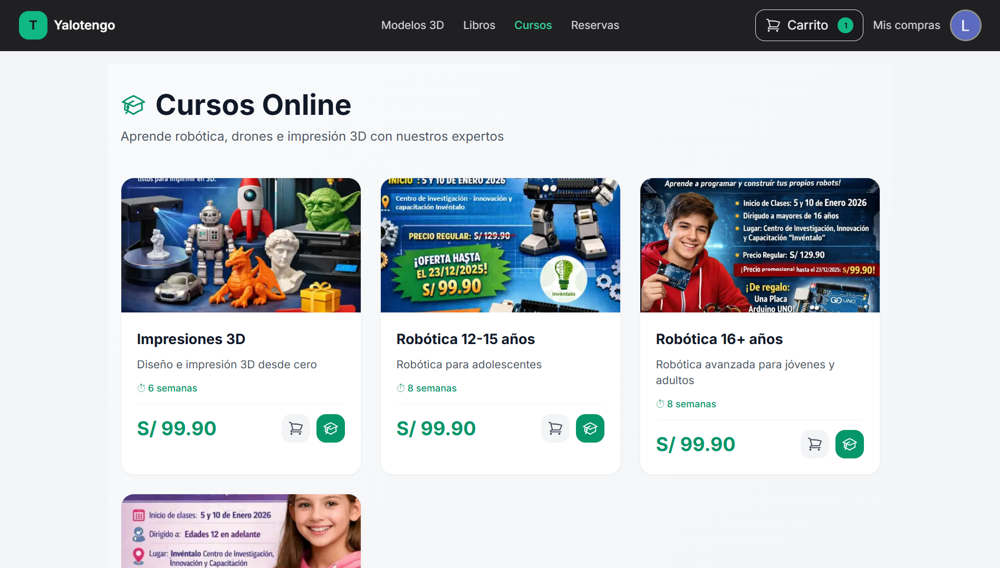 T Yalotengo
Modelos 3D
Libros
Cursos
Reservas
Carrito 1
Mis compras
L
Cursos Online
Aprende robótica, drones e impresión 3D con nuestros expertos
listos para imprimir en 3D.
INICIO : 5 Y 10 DE ENERO 2026
Centro de investigación - innovación y
capacitación Invéntalo
PRECIO REGULAR: S/ 129.90
¡OFERTA HASTA
EL 23/12/2025!
S/ 99.90
invéntalo
Aprende a programar y construír tus propios robots!
Inicio de Clases: 5 y 10 de Enero 2026
Dirigudo a mayores de 16 años
Lugar: Centro de Investigación, Innovación
y Capacitación "Invéntalo"
Precio Regular: S/ 129.90
¡Precio promocional hasta el 23/12/2025: S/99.90!
¡De regalo:
Una Placa
Arduino UNO!
UNO
Impresiones 3D
Diseño e impresión 3D desde cero
6 semanas
S/ 99.90
Robótica 12-15 años
Robótica para adolescentes
8 semanas
S/ 99.90
Robótica 16+ años
Robótica avanzada para jóvenes y
adultos
8 semanas
S/ 99.90
Inicio de clases: 5 y 10 de Enero 2026
Dirigido a: Edades 12 en adelante
Lugar: Invéntalo Centro de Investigación,
Innovación y Capacitación